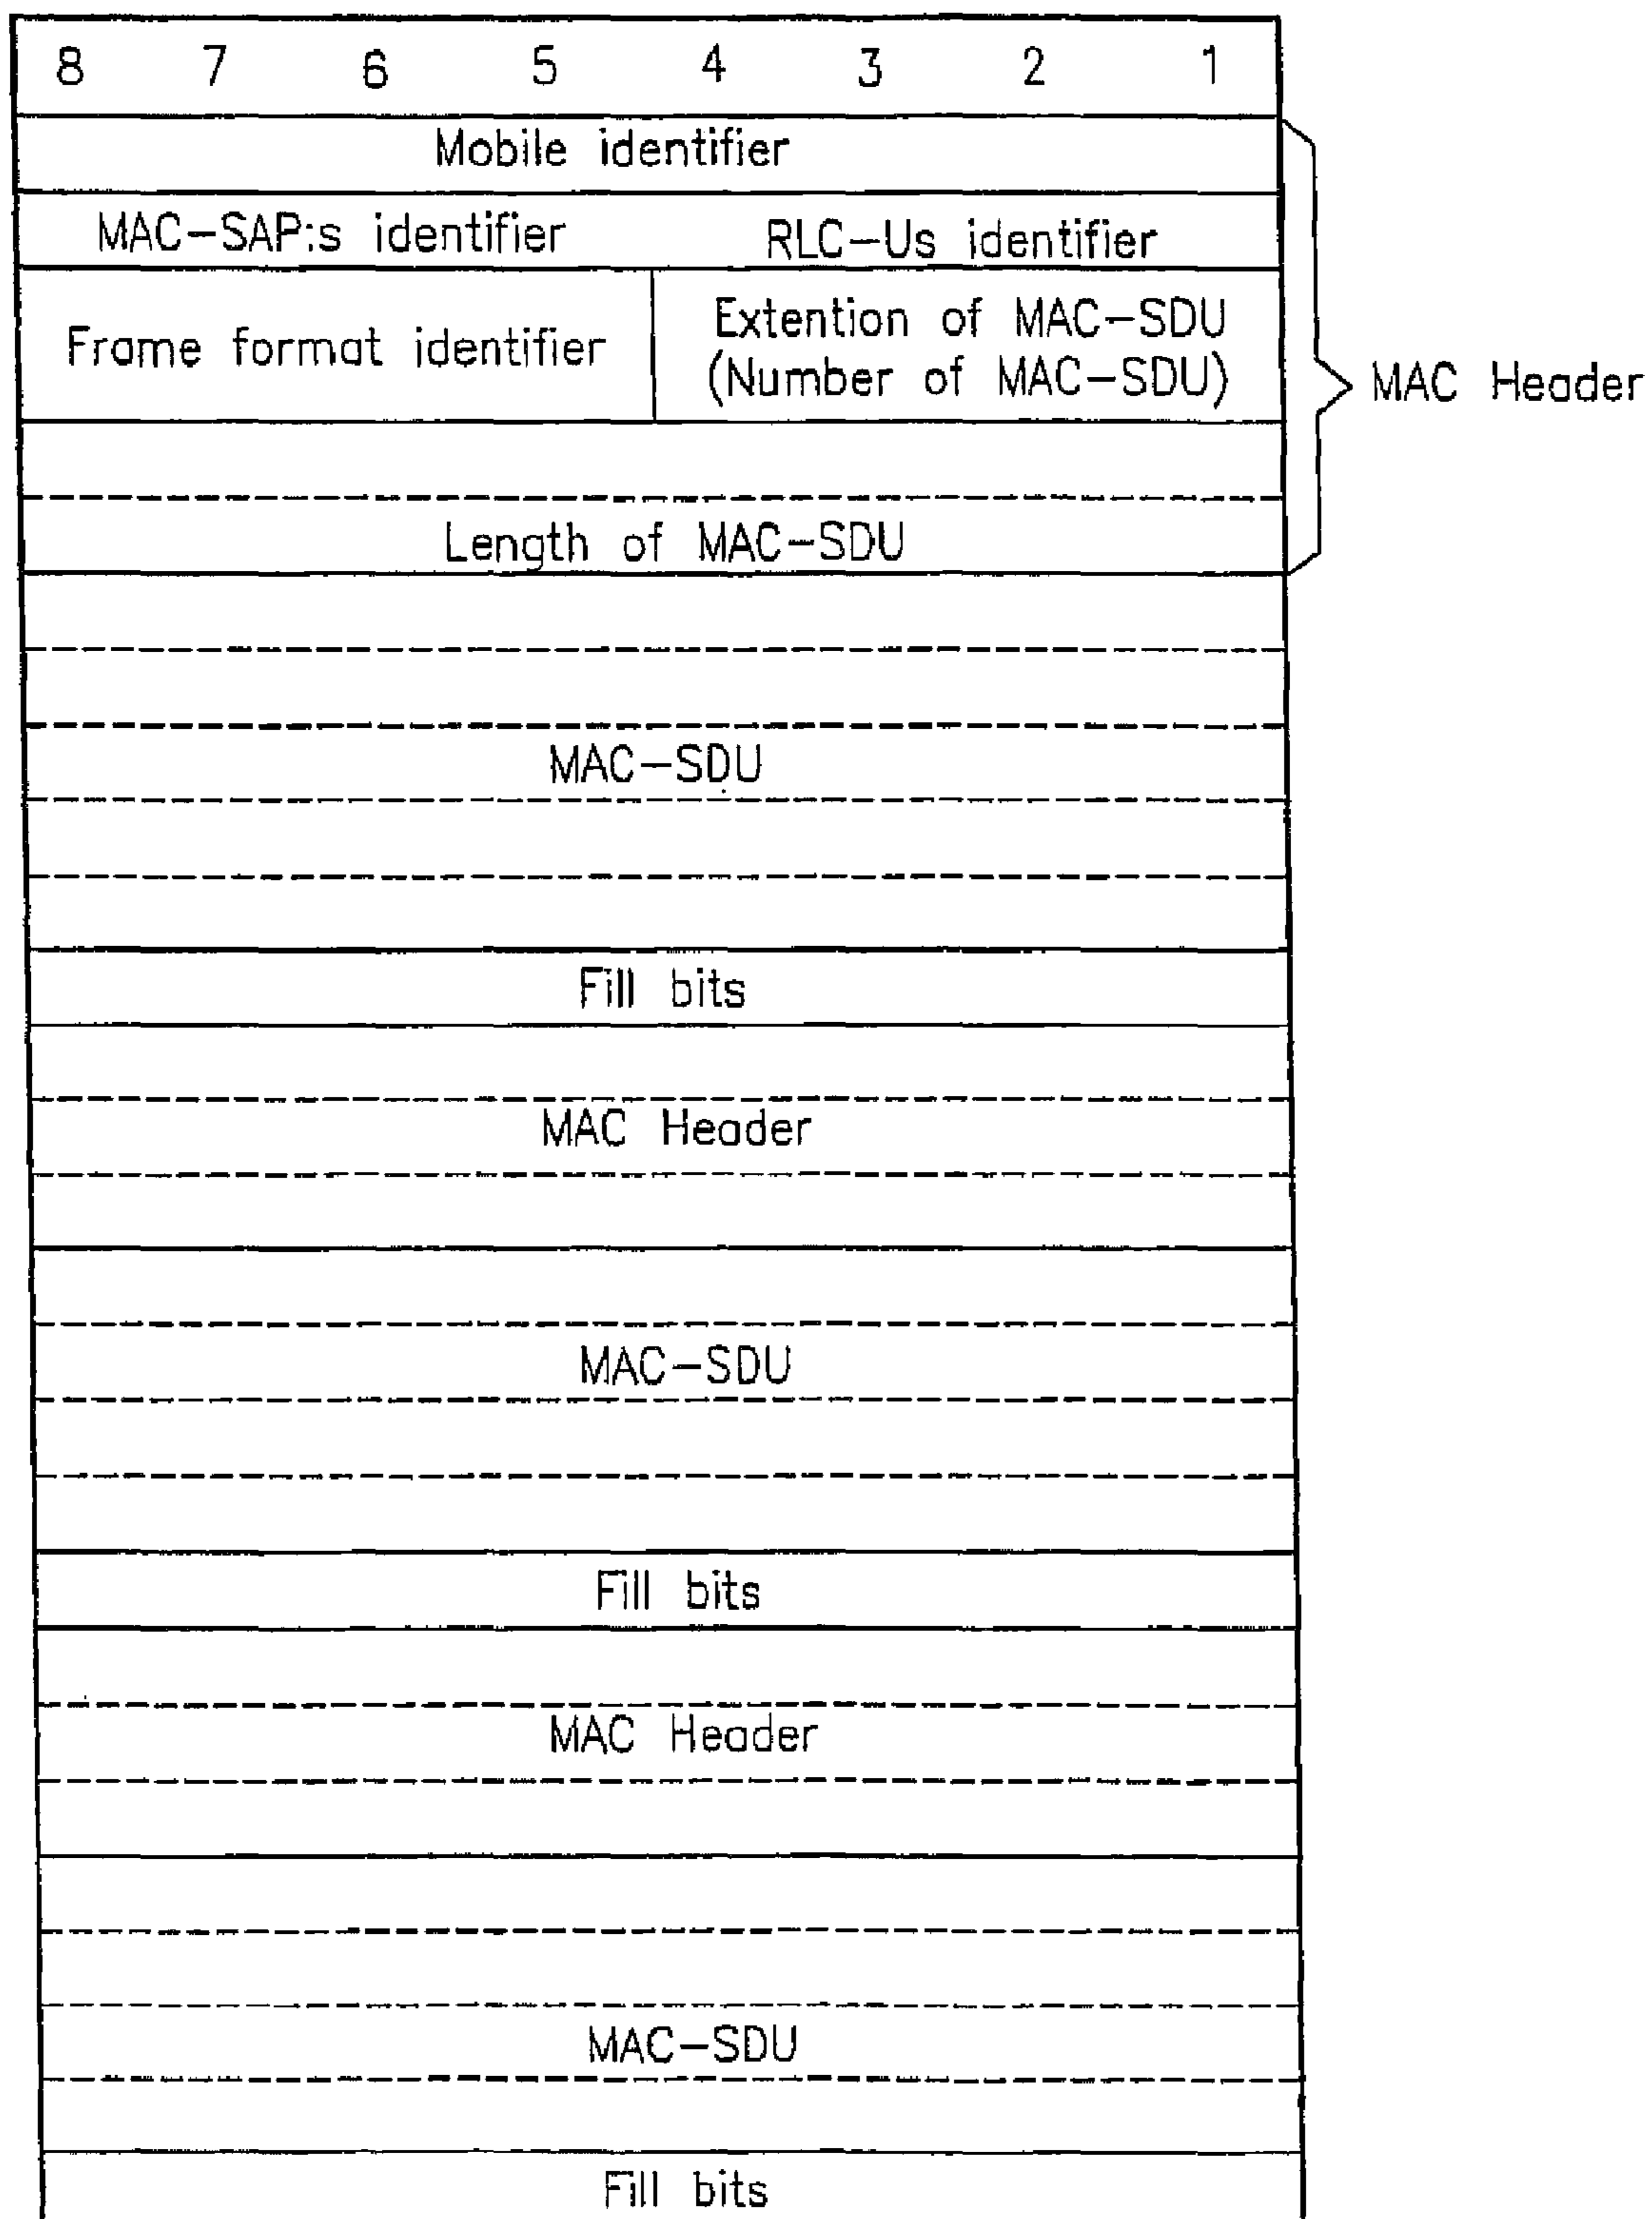 8 7 6 5 4 3 2 1
Mobile identifier
MAC-SAP:s identifier RLC-Us identifier
Frame format identifier
Extention of MAC-SDU
(Number of MAC-SDU)
MAC Header
Length of MAC-SDU
MAC-SDU
Fill bits
MAC Header
MAC-SDU
Fill bits
MAC Header
MAC-SDU
Fill bits